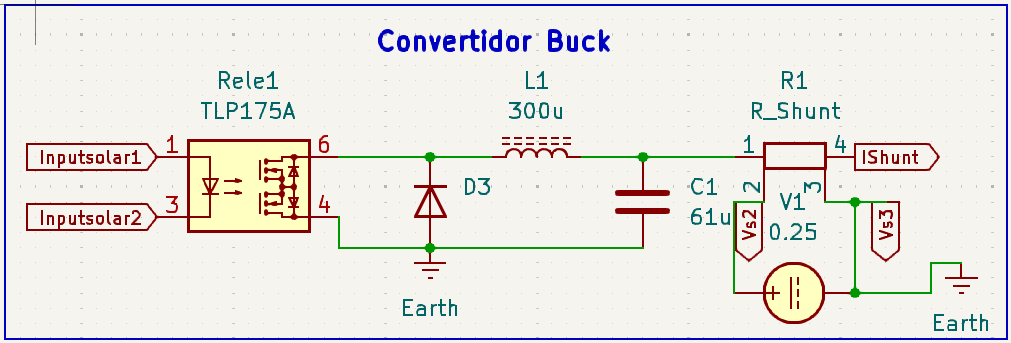 Convertidor Buck
Rele1
TLP175A
L1
300u
R1
R_Shunt
Inputsolar1
1
6
1
4
IShunt
Inputsolar2
3
4
D3
C1
61u
2
3
Vs2
V1
0.25
Vs3
Earth
Earth